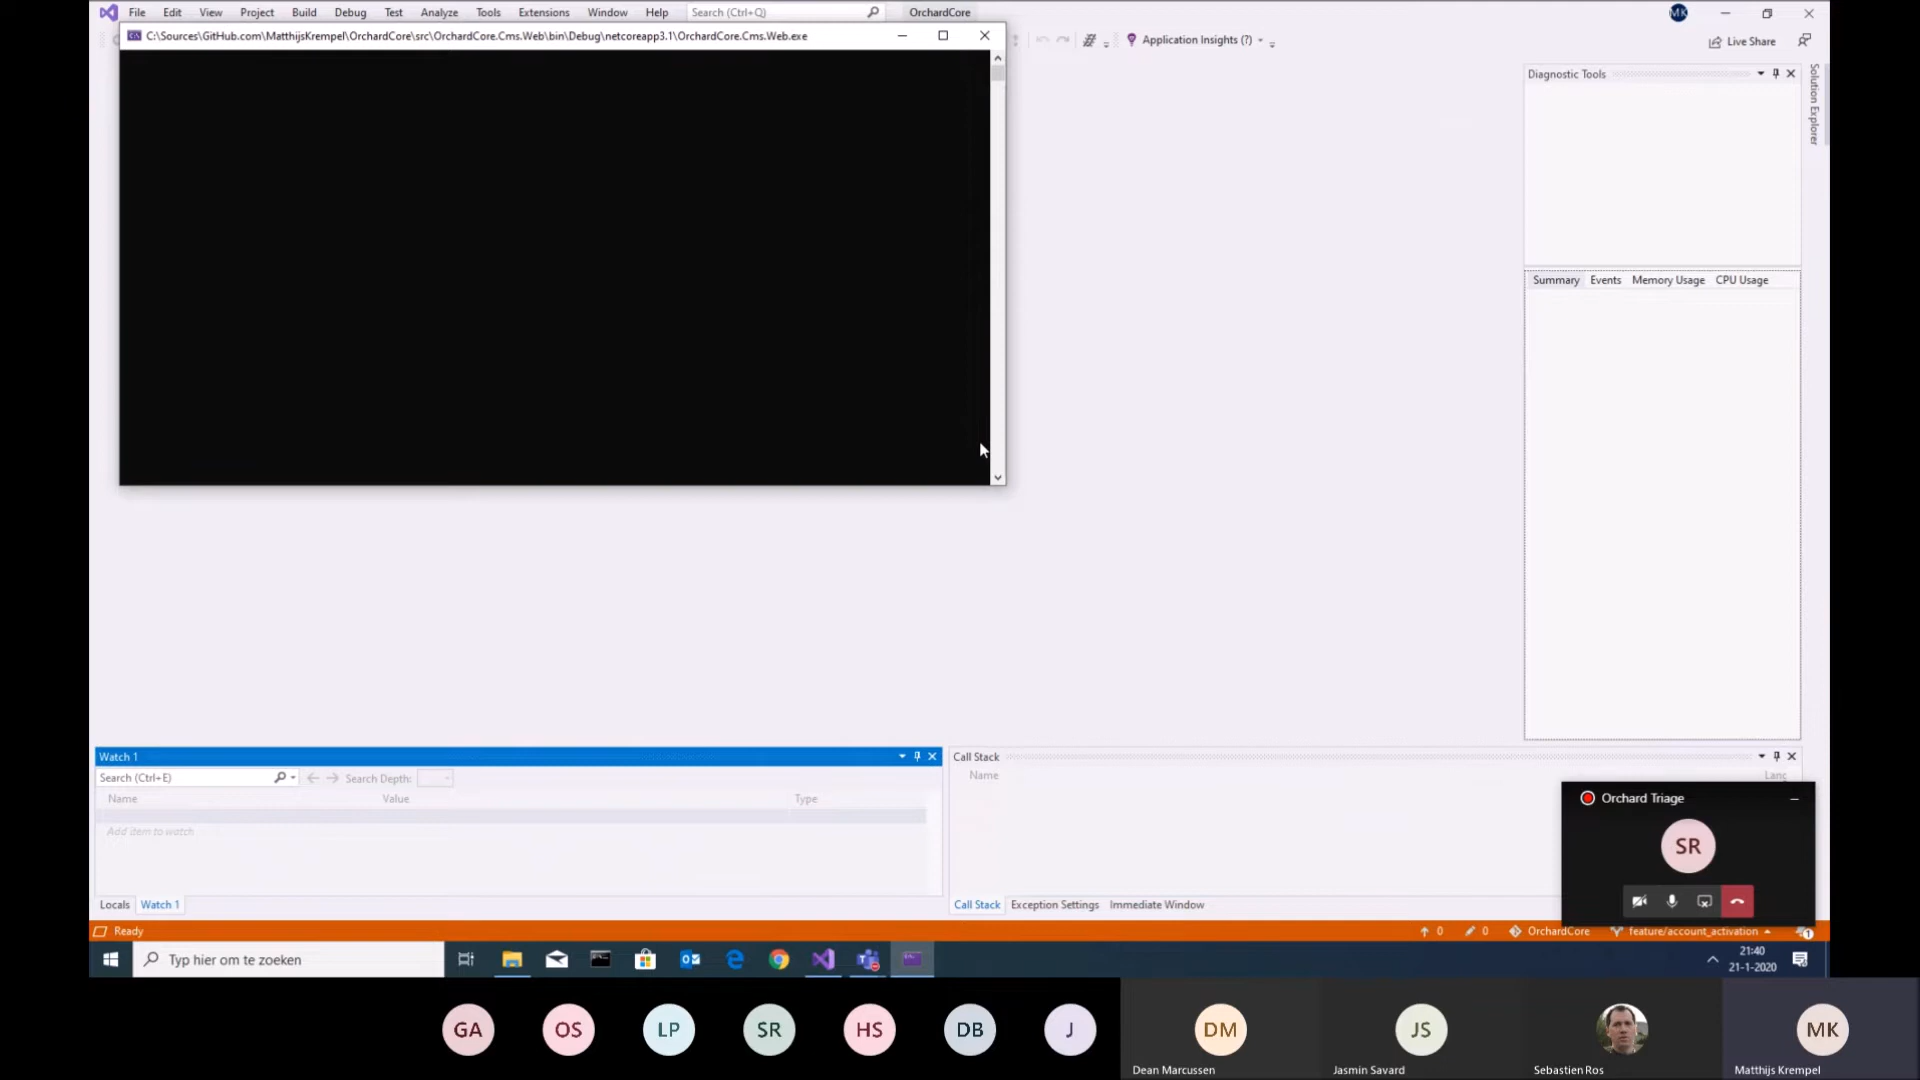 File Edit View Project Build Debug Test Analyze Tools Extensions Window Help Search (Ctrl+Q) OrchardCore MK
C:\Sources\GitHub.com\MatthijsKrempel\OrchardCore\src\OrchardCore.Cms.Web\bin\Debug\netcoreapp3.1\OrchardCore.Cms.Web.exe
Application Insights (?)
Live Share
Diagnostic Tools
Solution Explorer
Summary Events Memory Usage CPU Usage
Watch 1
Search (Ctrl+E) Search Depth:
Name Value Type
Add item to watch
Locals Watch 1
Call Stack
Name Lang
Call Stack Exception Settings Immediate Window
Orchard Triage
SR
Ready
0 0 OrchardCore feature/account_activation 1
Typ hier om te zoeken
21:40
21-1-2020
GA OS LP SR HS DB J DM JS MK
Dean Marcussen Jasmin Savard Sebastien Ros Matthijs Krempel